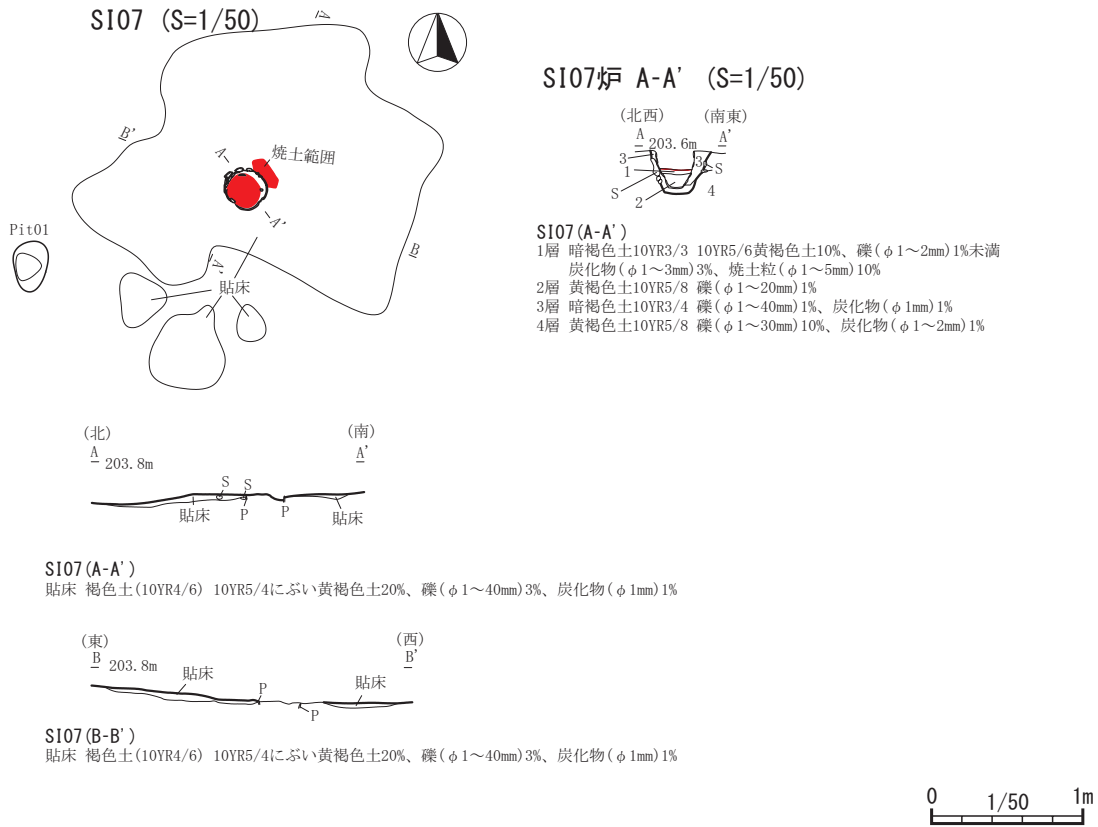 SI07 (S=1/50)
A
B'
A
焼土範囲
A'
B
A'
Pit01
貼床
SI07炉 A-A' (S=1/50)
(北西) (南東)
A 203.6m A'
3 3
1 S
S 4
2
SI07(A-A')
1層 暗褐色土10YR3/3 10YR5/6黄褐色土10%、礫(φ1～2mm)1%未満
炭化物(φ1～3mm)3%、焼土粒(φ1～5mm)10%
2層 黄褐色土10YR5/8 礫(φ1～20mm)1%
3層 暗褐色土10YR3/4 礫(φ1～40mm)1%、炭化物(φ1mm)1%
4層 黄褐色土10YR5/8 礫(φ1～30mm)10%、炭化物(φ1～2mm)1%
(北) (南)
A 203.8m A'
S S
貼床 P P 貼床
SI07(A-A')
貼床 褐色土(10YR4/6) 10YR5/4にぶい黄褐色土20%、礫(φ1～40mm)3%、炭化物(φ1mm)1%
(東) (西)
B 203.8m B'
貼床 P 貼床
P
SI07(B-B')
貼床 褐色土(10YR4/6) 10YR5/4にぶい黄褐色土20%、礫(φ1～40mm)3%、炭化物(φ1mm)1%
0 1/50 1m